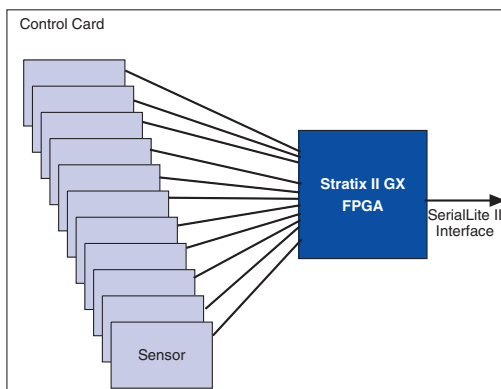 Control Card
Stratix II GX
FPGA
SerialLite II
Interface
Sensor